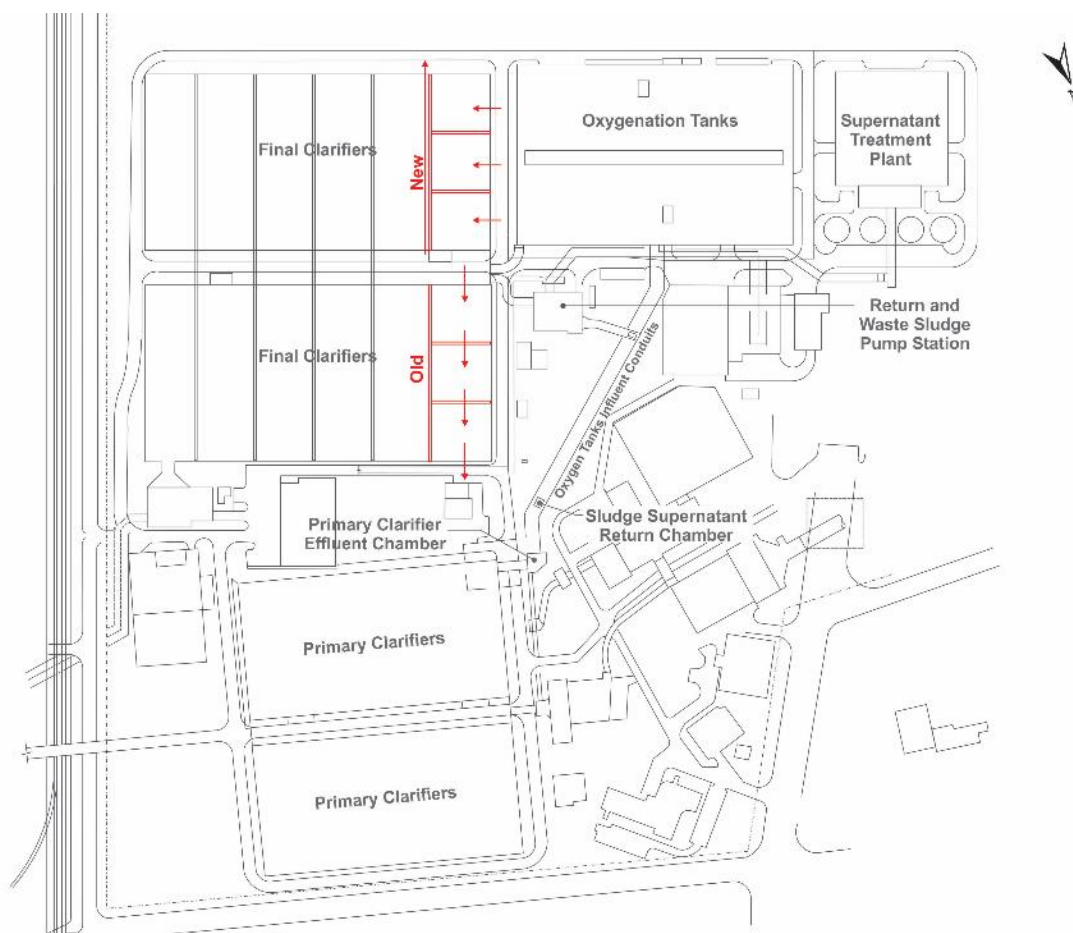 Final Clarifiers
New
Oxygenation Tanks
Supernatant
Treatment
Plant
Final Clarifiers
Old
Oxygen Tanks Influent Conduits
Return and
Waste Sludge
Pump Station
Primary Clarifier
Effluent Chamber
Sludge Supernatant
Return Chamber
Primary Clarifiers
Primary Clarifiers